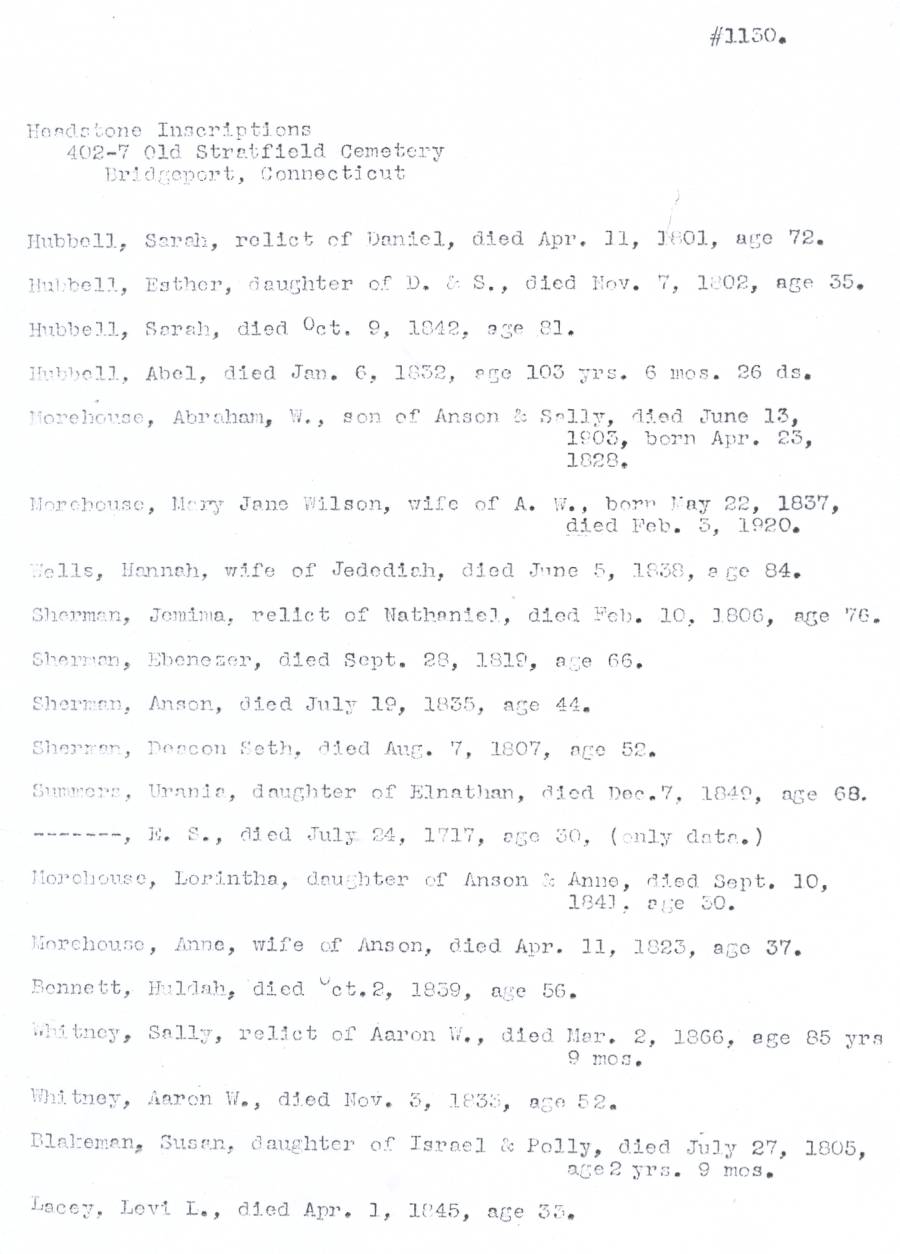 #1130.
Headstone Inscriptions
402-7 Old Stratfield Cemetery
Bridgeport, Connecticut
Hubbell, Sarah, relict of Daniel, died Apr. 11, 1801, age 72.
Hubbell, Esther, daughter of D. & S., died Nov. 7, 1802, age 35.
Hubbell, Sarah, died Oct. 9, 1842, age 81.
Hubbell, Abel, died Jan. 6, 1832, age 103 yrs. 6 mos. 26 ds.
Morehouse, Abraham, W., son of Anson & Sally, died June 13,
1903, born Apr. 23,
1828.
Morehouse, Mary Jane Wilson, wife of A. W., born May 22, 1837,
died Feb. 3, 1920.
Wells, Hannah, wife of Jedediah, died June 5, 1838, age 84.
Sherman, Jemima, relict of Nathaniel, died Feb. 10, 1806, age 76.
Sherman, Ebenezer, died Sept. 28, 1819, age 66.
Sherman, Anson, died July 19, 1835, age 44.
Sherman, Deacon Seth, died Aug. 7, 1807, age 52.
Summers, Urania, daughter of Elnathan, died Dec.7, 1849, age 68.
-------, E. S., died July 24, 1717, age 30, (only data.)
Morehouse, Lorintha, daughter of Anson & Anne, died Sept. 10,
1841, age 30.
Morehouse, Anne, wife of Anson, died Apr. 11, 1823, age 37.
Bennett, Huldah, died Oct.2, 1839, age 56.
Whitney, Sally, relict of Aaron W., died Mar. 2, 1866, age 85 yrs
9 mos.
Whitney, Aaron W., died Nov. 3, 1833, age 52.
Blakeman, Susan, daughter of Israel & Polly, died July 27, 1805,
age 2 yrs. 9 mos.
Lacey, Levi L., died Apr. 1, 1845, age 33.